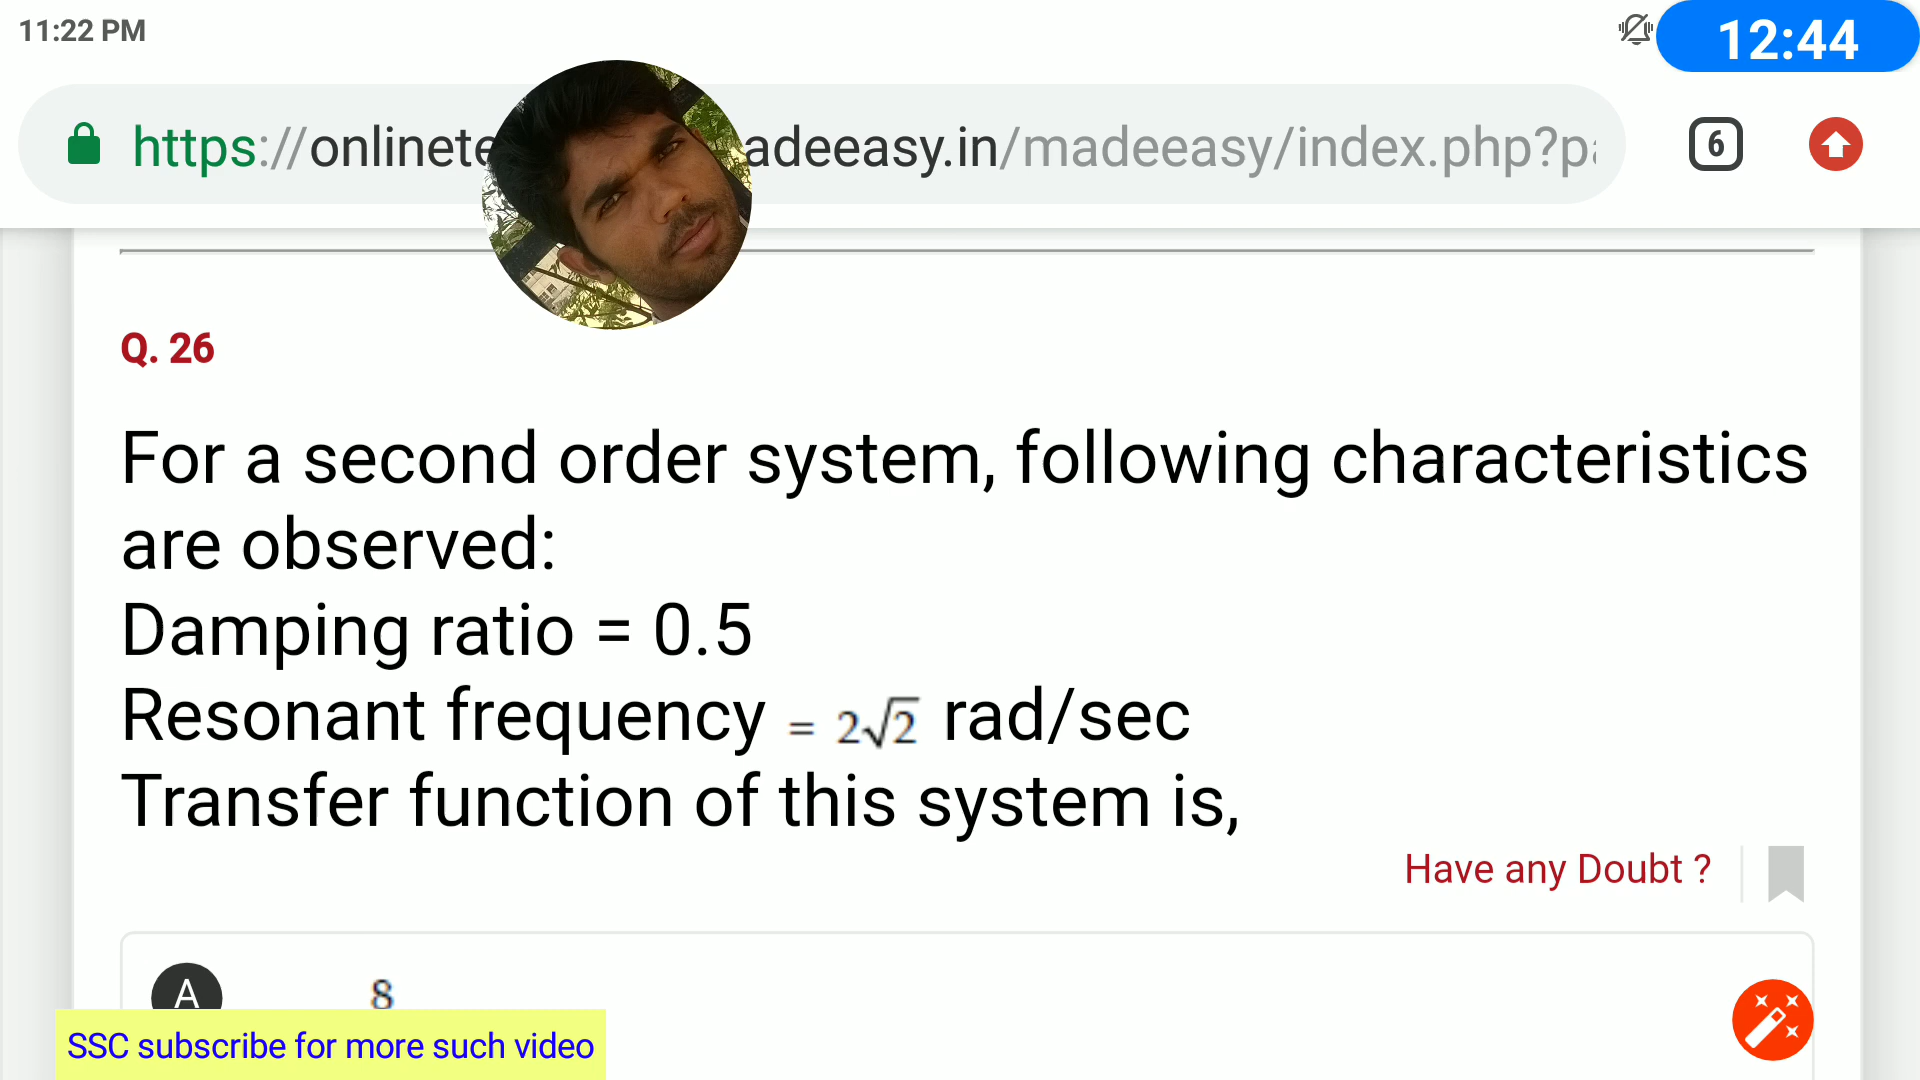 11:22 PM
12:44
https://onlinete adeeasy.in/madeeasy/index.php?p
6
Q. 26
For a second order system, following characteristics
are observed:
Damping ratio = 0.5
Resonant frequency = 2√2 rad/sec
Transfer function of this system is,
Have any Doubt ?
A 8
SSC subscribe for more such video